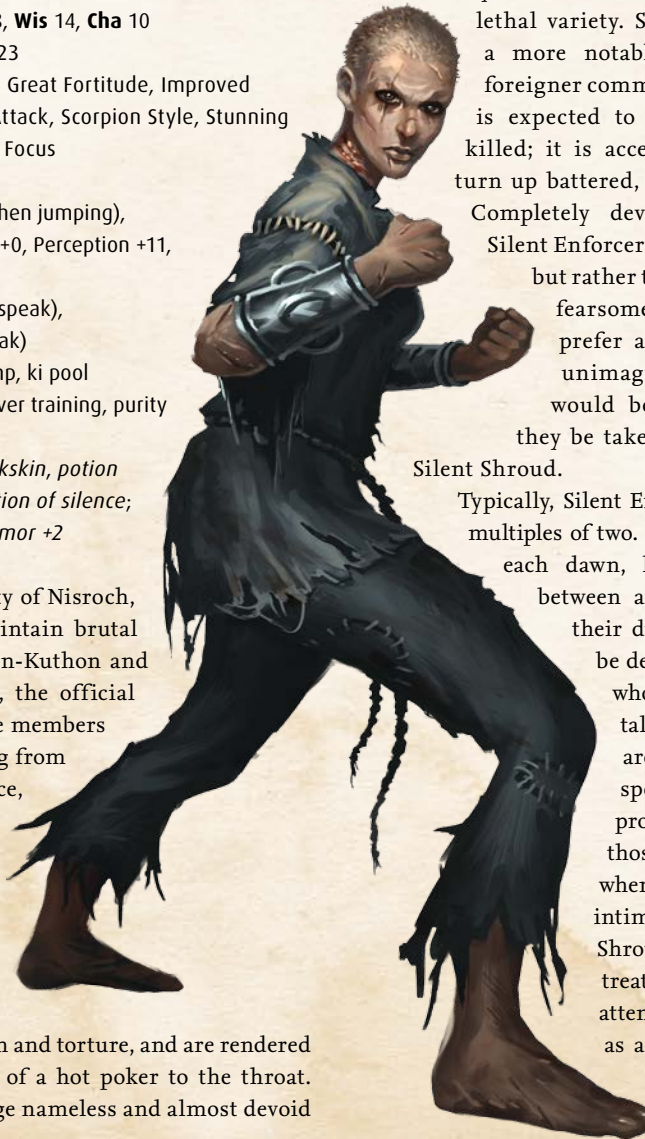 , Wis 14, Cha 10
23
Great Fortitude, Improved
Attack, Scorpion Style, Stunning
Focus
hen jumping),
+0, Perception +11,
speak),
ak)
mp, ki pool
ver training, purity
kskin, potion
tion of silence;
mor +2
ty of Nisroch,
intain brutal
n-Kuthon and
, the official
e members
g from
ce,
n and torture, and are rendered
of a hot poker to the throat.
ge nameless and almost devoid
lethal variety. S
a more notabl
foreigner comm
is expected to
killed; it is acce
turn up battered,
Completely dev
Silent Enforcer
but rather t
fearsome
prefer a
unimag
would be
they be take
Silent Shroud.
Typically, Silent En
multiples of two.
each dawn, l
between a
their d
be de
who
tal
are
spe
pro
thos
when
intim
Shrou
treat
atten
as a